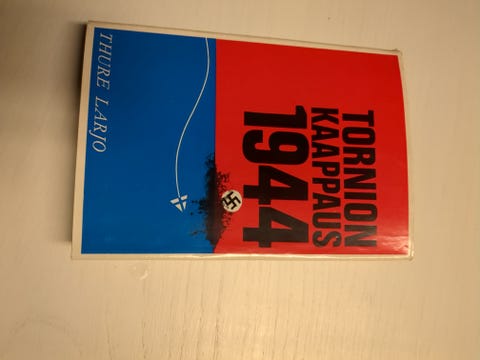 TORNION
KAAPPAUS
1944
THURE LARJO